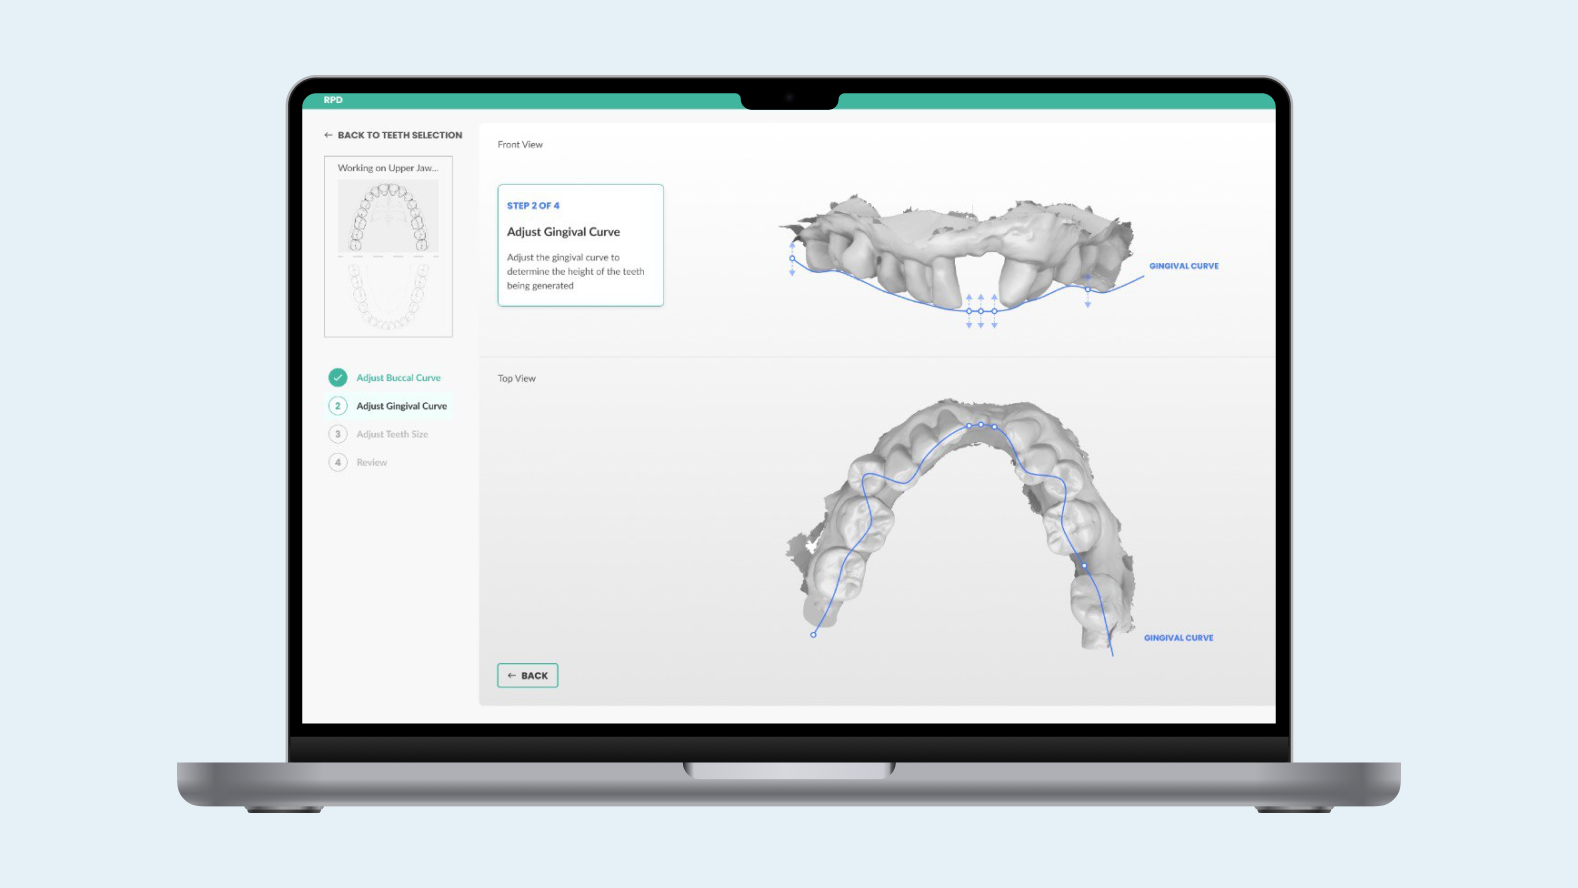 RPD
← BACK TO TEETH SELECTION
Working on Upper Jaw...
Adjust Buccal Curve
2 Adjust Gingival Curve
3 Adjust Teeth Size
4 Review
Front View
STEP 2 OF 4
Adjust Gingival Curve
Adjust the gingival curve to
determine the height of the teeth
being generated
GINGIVAL CURVE
Top View
GINGIVAL CURVE
← BACK